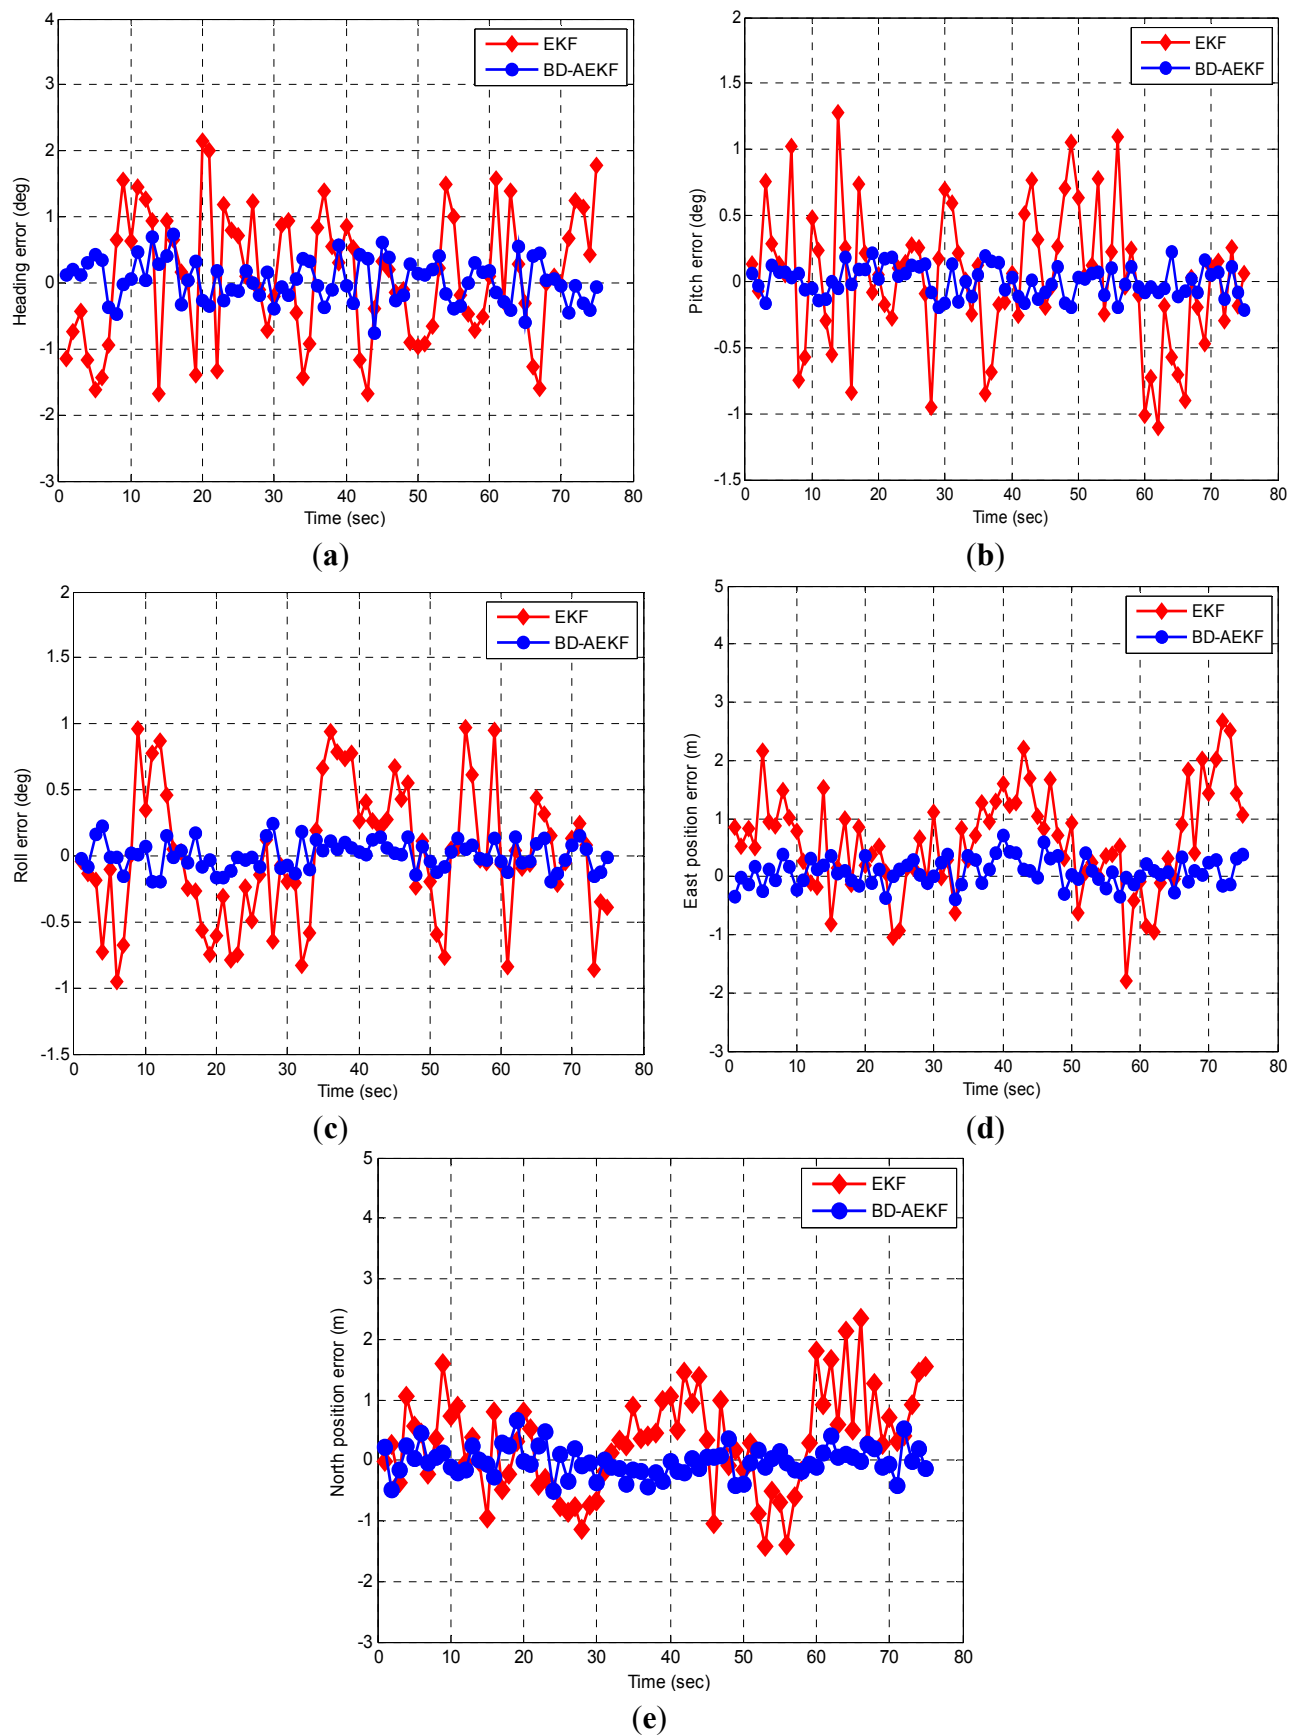 4
3
2
1
0
-1
-2
-3
Heading error (deg)
EKF
BD-AEKF
0 10 20 30 40 50 60 70 80
Time (sec)
(a)
2
1.5
1
0.5
0
-0.5
-1
-1.5
Pitch error (deg)
EKF
BD-AEKF
0 10 20 30 40 50 60 70 80
Time (sec)
(b)
2
1.5
1
0.5
0
-0.5
-1
-1.5
Roll error (deg)
EKF
BD-AEKF
0 10 20 30 40 50 60 70 80
Time (sec)
(c)
5
4
3
2
1
0
-1
-2
-3
East position error (m)
EKF
BD-AEKF
0 10 20 30 40 50 60 70 80
Time (sec)
(d)
5
4
3
2
1
0
-1
-2
-3
North position error (m)
EKF
BD-AEKF
0 10 20 30 40 50 60 70 80
Time (sec)
(e)